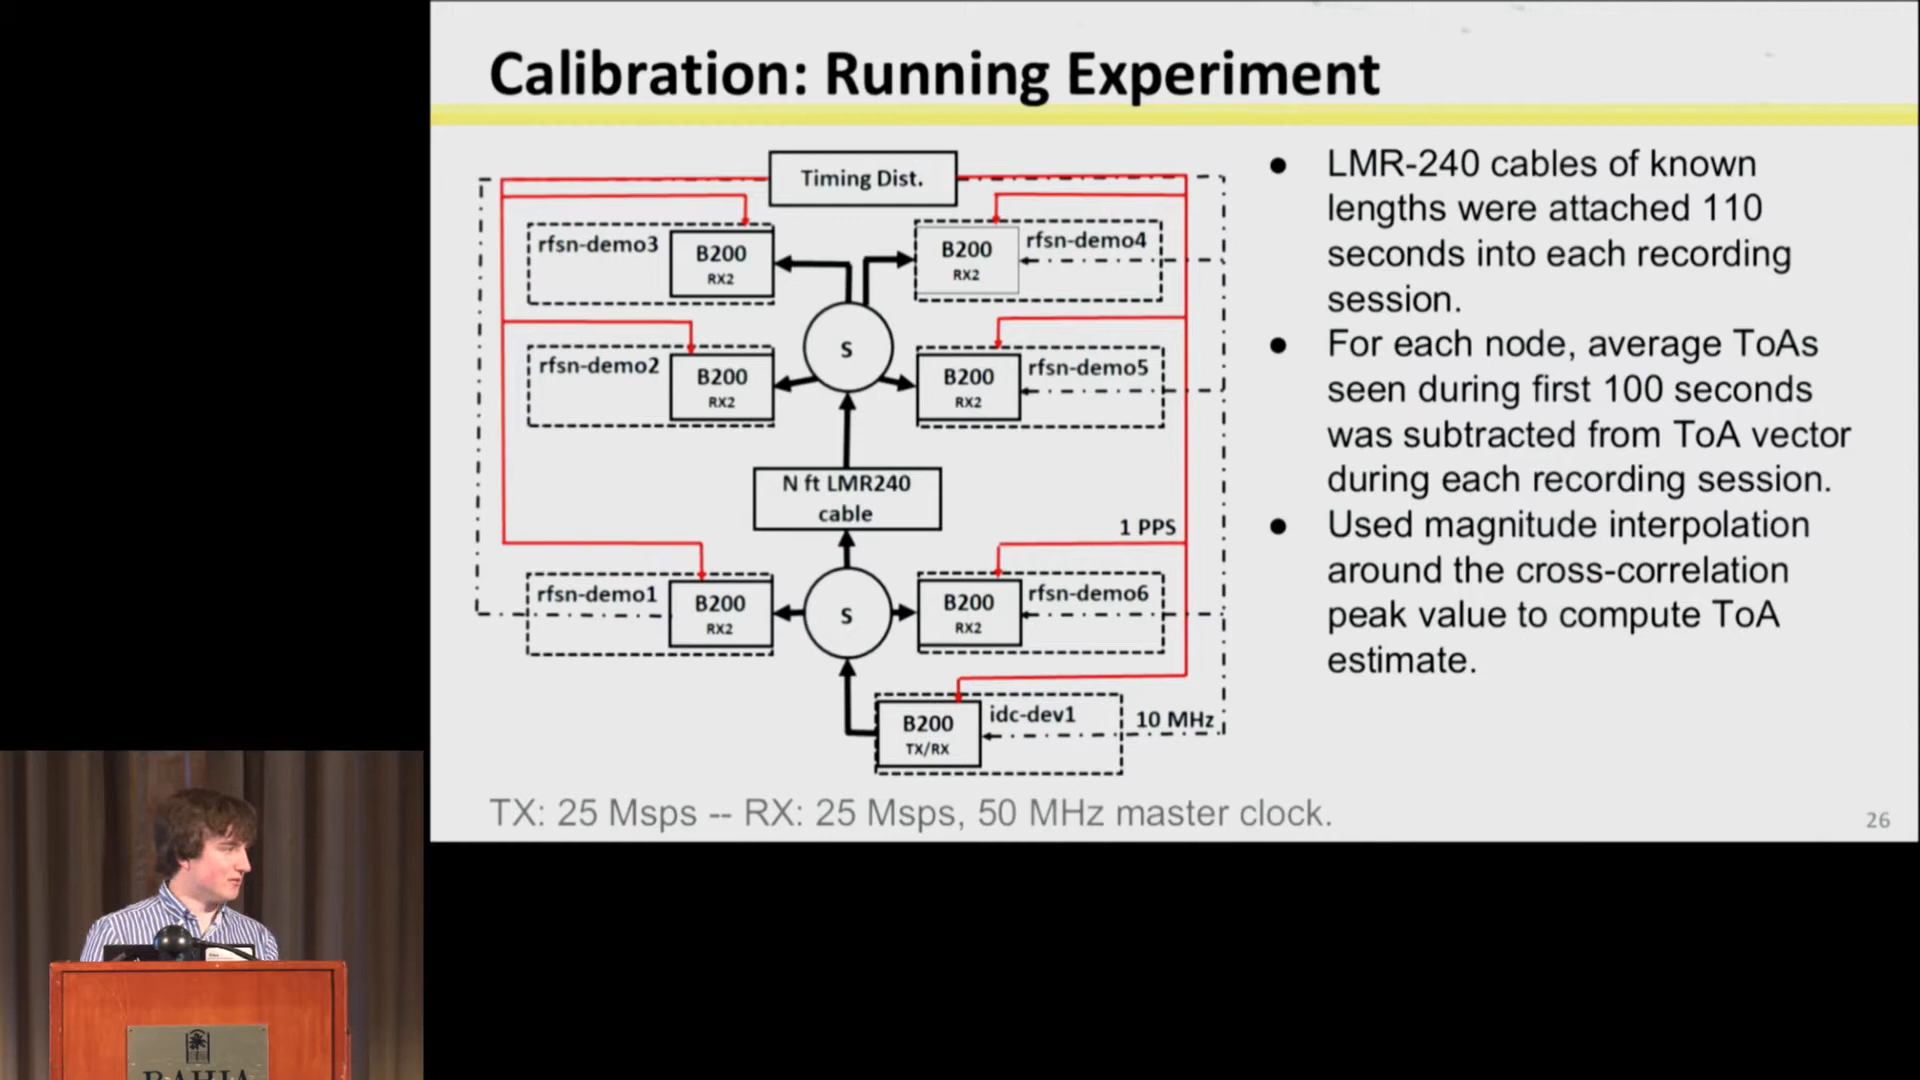 Calibration: Running Experiment
Timing Dist.
rfsn-demo3
B200
RX2
B200
RX2
rfsn-demo4
S
rfsn-demo2
B200
RX2
B200
RX2
rfsn-demo5
N ft LMR240
cable
1 PPS
rfsn-demo1
B200
RX2
S
B200
RX2
rfsn-demo6
B200
TX/RX
idc-dev1
10 MHz
● LMR-240 cables of known
lengths were attached 110
seconds into each recording
session.
● For each node, average ToAs
seen during first 100 seconds
was subtracted from ToA vector
during each recording session.
● Used magnitude interpolation
around the cross-correlation
peak value to compute ToA
estimate.
TX: 25 Msps -- RX: 25 Msps, 50 MHz master clock.
26
BAHIA